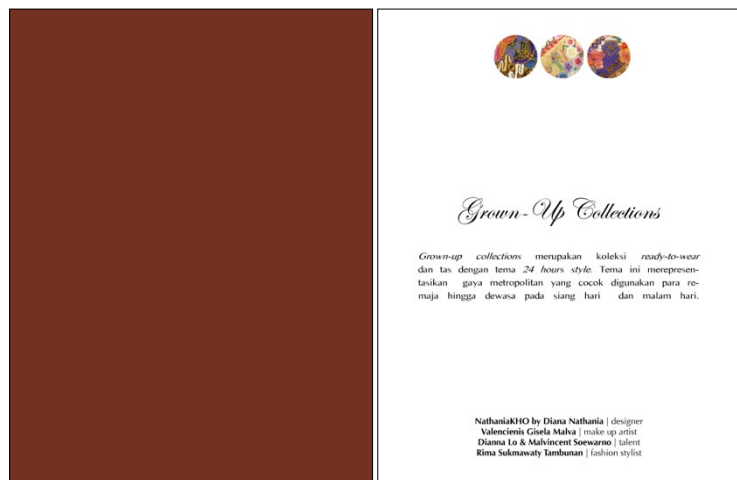 Grown-Up Collections
Grown-up collections merupakan koleksi ready-to-wear
dan tas dengan tema 24 hours style. Tema ini merepresen-
tasikan gaya metropolitan yang cocok digunakan para re-
maja hingga dewasa pada siang hari dan malam hari.
NathaniaKHO by Diana Nathania | designer
Valencienis Gisela Malva | make up artist
Dianna Lo & Malvincent Soewarno | talent
Rima Sukmawaty Tambunan | fashion stylist